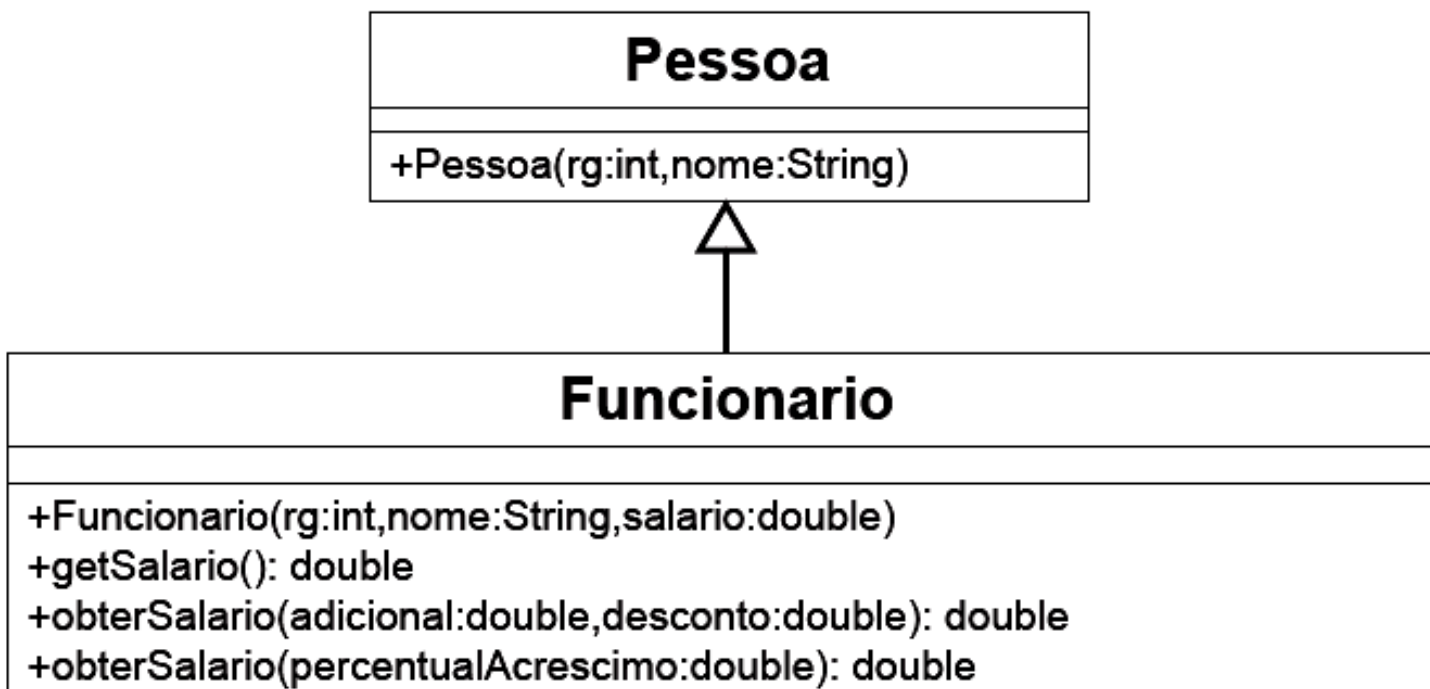 Pessoa
+Pessoa(rg:int,nome:String)
Funcionario
+Funcionario(rg:int,nome:String,salario:double)
+getSalario(): double
+obterSalario(adicional:double,desconto:double): double
+obterSalario(percentualAcrescimo:double): double